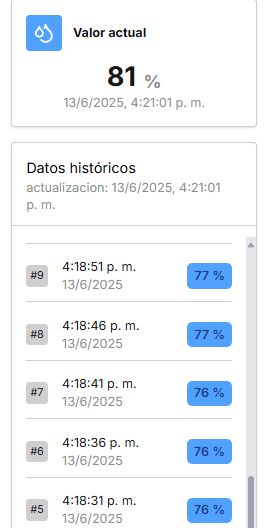 Valor actual
81 %
13/6/2025, 4:21:01 p. m.
Datos históricos
actualizacion: 13/6/2025, 4:21:01
p. m.
#9 4:18:51 p. m. 77 %
13/6/2025
#8 4:18:46 p. m. 77 %
13/6/2025
#7 4:18:41 p. m. 76 %
13/6/2025
#6 4:18:36 p. m. 76 %
13/6/2025
#5 4:18:31 p. m. 76 %
13/6/2025